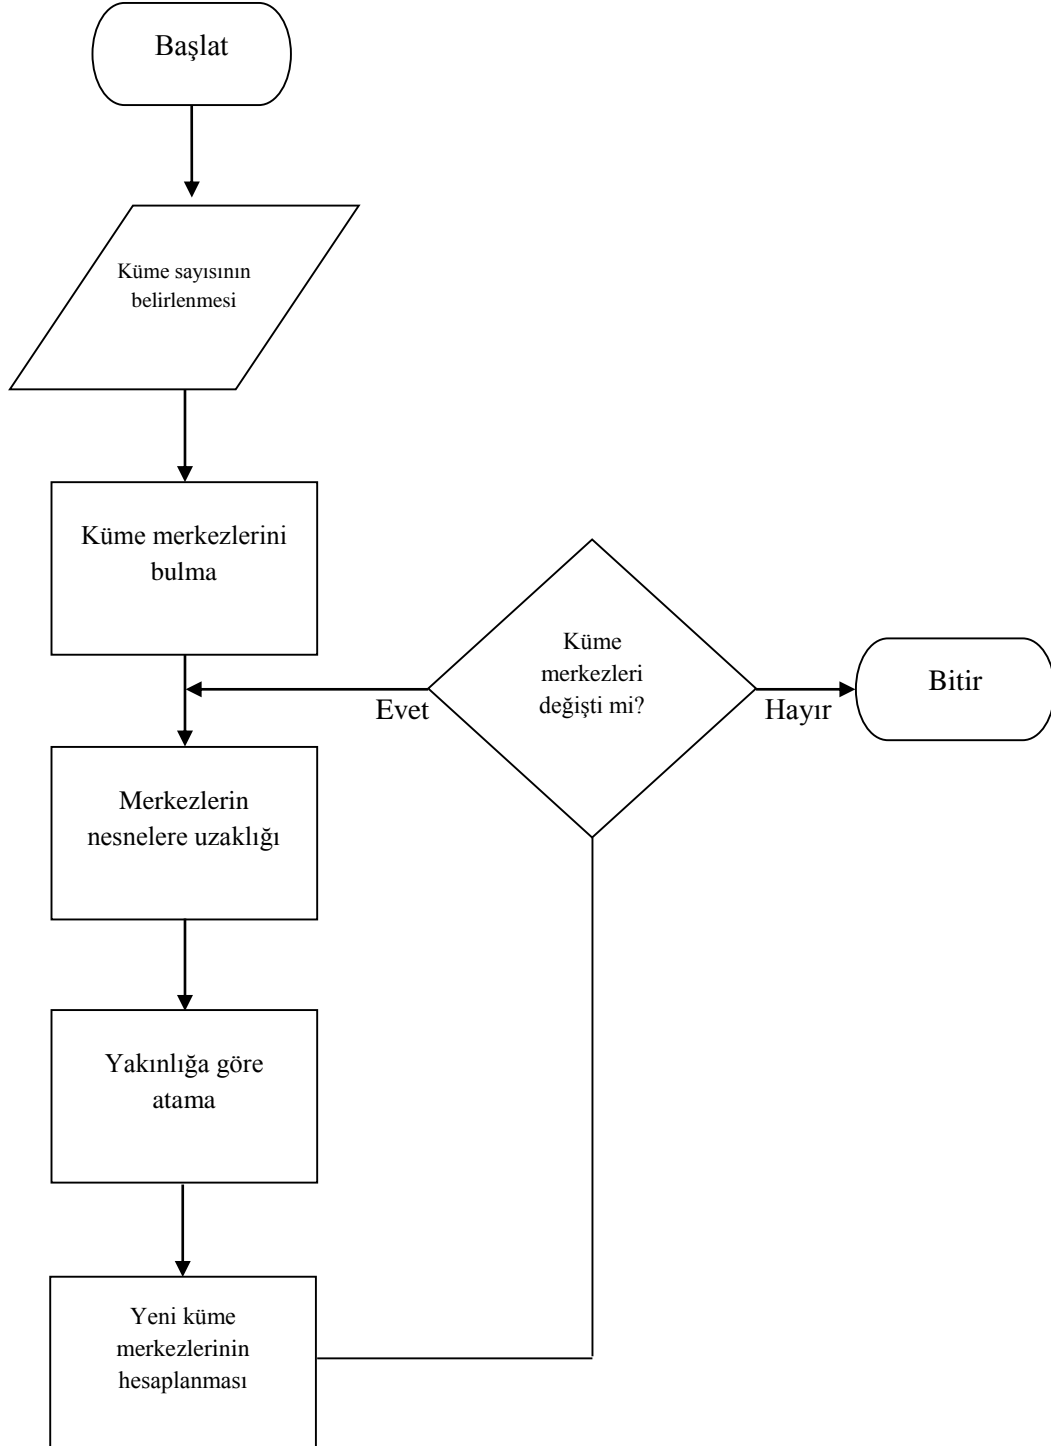 Başlat
Küme sayısının
belirlenmesi
Küme merkezlerini
bulma
Küme
merkezleri
değişti mi?
Evet
Hayır
Bitir
Merkezlerin
nesnelere uzaklığı
Yakınlığa göre
atama
Yeni küme
merkezlerinin
hesaplanması